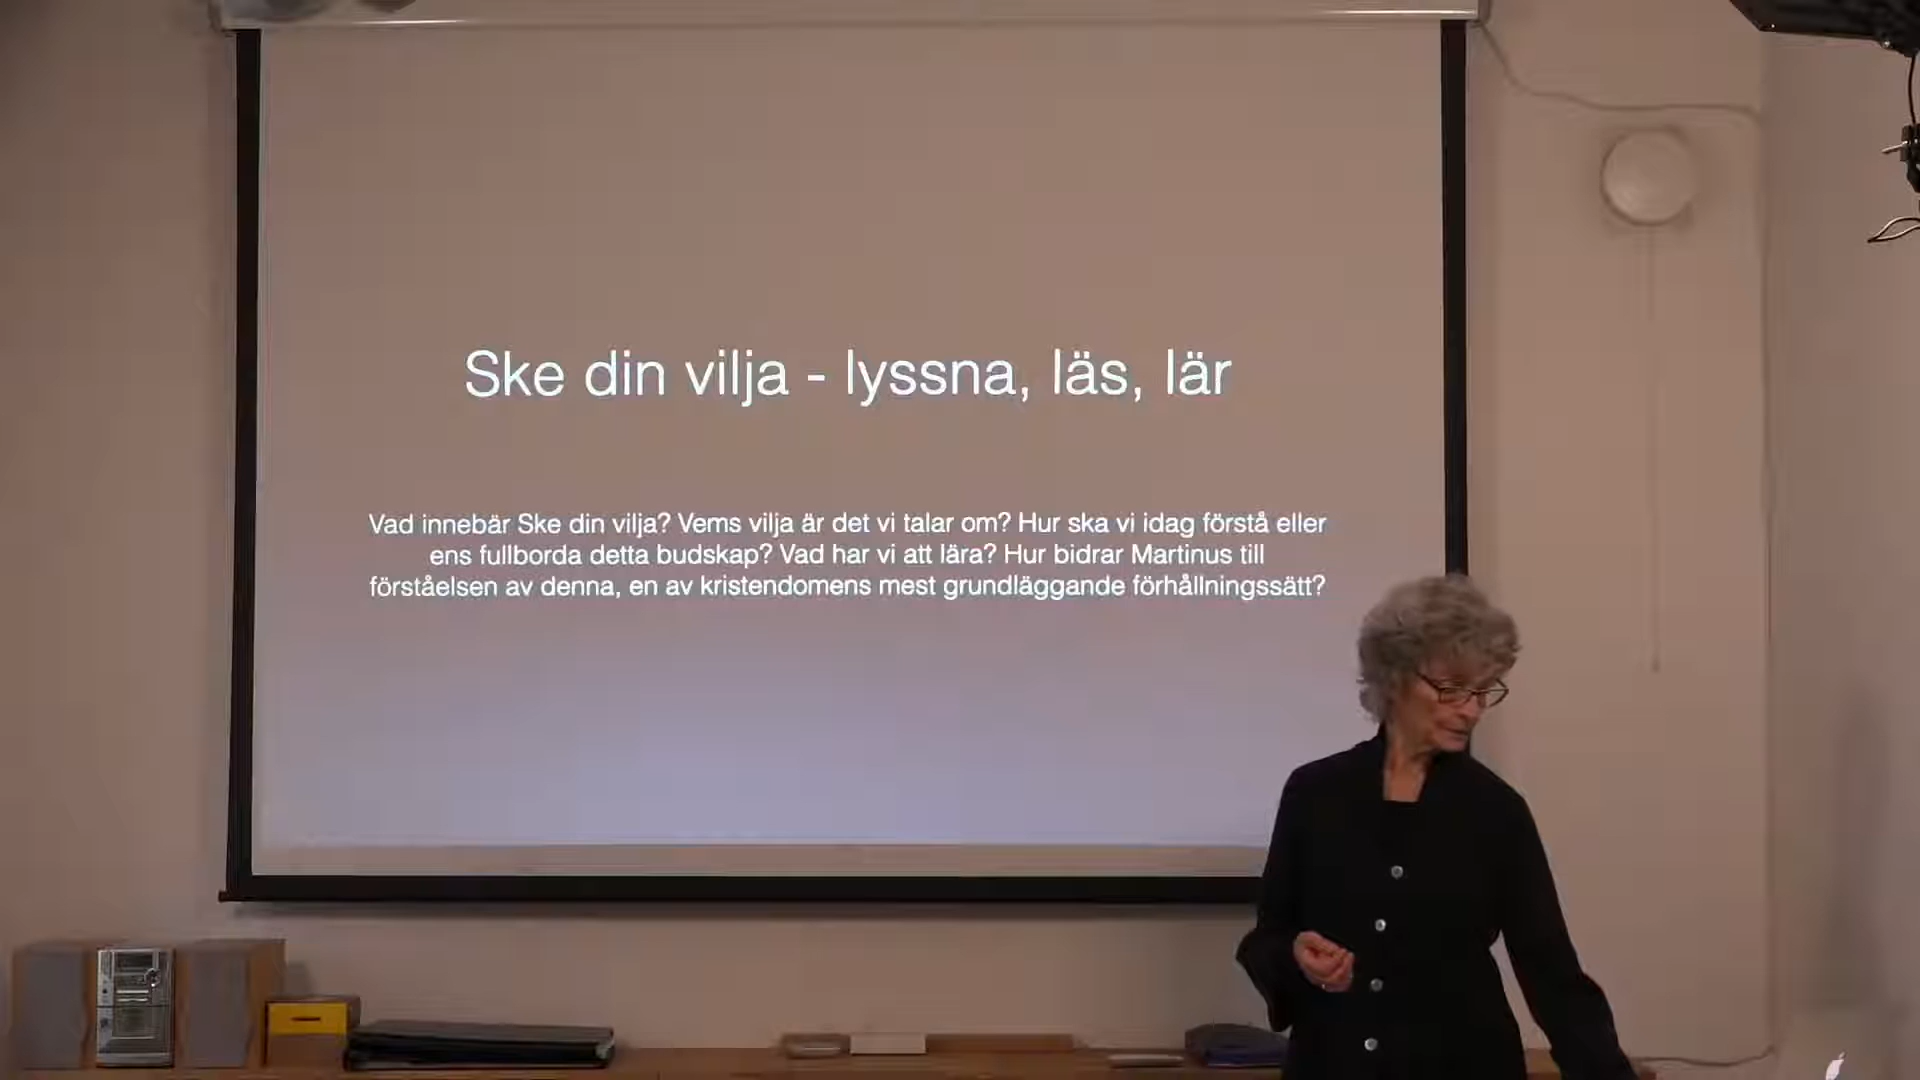 Ske din vilja - lyssna, läs, lär
Vad innebär Ske din vilja? Vems vilja är det vi talar om? Hur ska vi idag förstå eller
ens fullborda detta budskap? Vad har vi att lära? Hur bidrar Martinus till
förståelsen av denna, en av kristendomens mest grundläggande förhållningssätt?